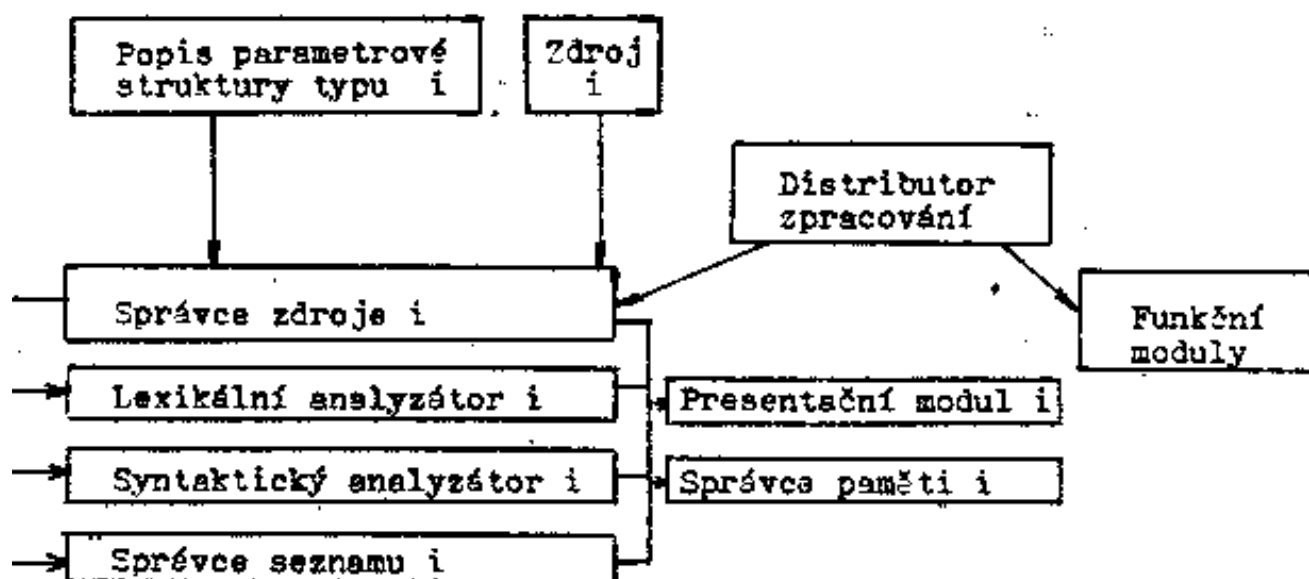 Popis parametrové
struktury typu i
Zdroj
i
Distributor
zpracování
Správce zdroje i
Funkční
moduly
Lexikální analyzátor i
Presentační modul i
Syntaktický analyzátor i
Správce paměti i
Správce seznamu i